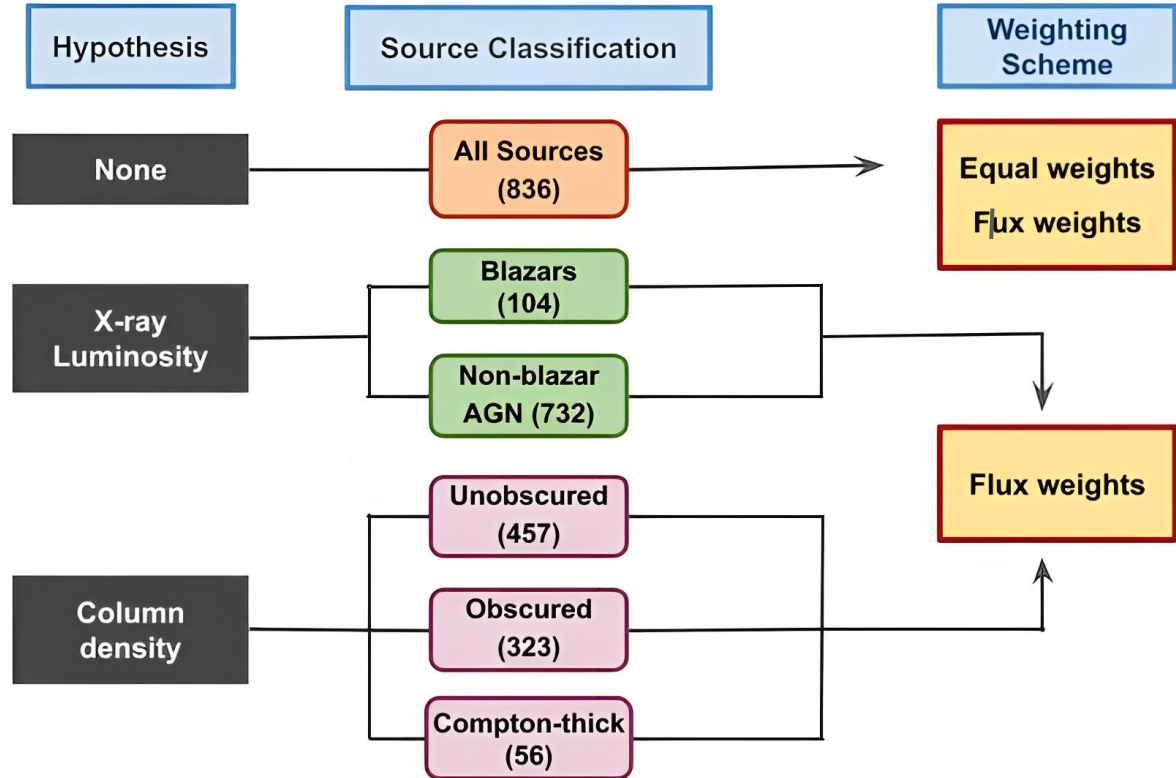 Hypothesis
Source Classification
Weighting
Scheme
None
All Sources
(836)
Equal weights
Flux weights
X-ray
Luminosity
Blazars
(104)
Non-blazar
AGN (732)
Flux weights
Column
density
Unobscured
(457)
Obscured
(323)
Compton-thick
(56)